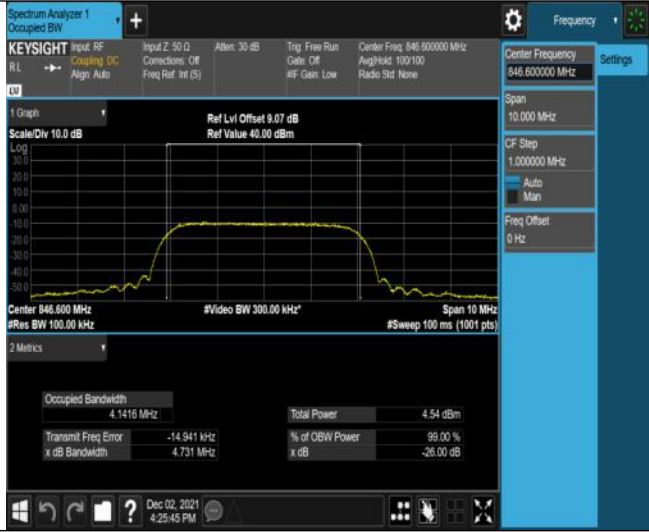 Spectrum Analyzer 1
Occupied BW
Frequency
KEYSIGHT
RL
Input: RF
Coupling: DC
Align: Auto
Input Z: 50 Ω
Corrections: Off
Freq Ref: Int (S)
Atten: 30 dB
Trig: Free Run
Gate: Off
#IF Gain: Low
Center Freq: 846.600000 MHz
Avg|Hold: 100/100
Radio Std: None
LW
Center Frequency
846.600000 MHz
Settings
Span
10.000 MHz
CF Step
1.000000 MHz
Auto
Man
Freq Offset
0 Hz
1 Graph
Scale/Div 10.0 dB
Ref Lvl Offset 9.07 dB
Ref Value 40.00 dBm
Log
30.0
20.0
10.0
0.00
-10.0
-20.0
-30.0
-40.0
-50.0
Center 846.600 MHz
#Video BW 300.00 kHz*
Span 10 MHz
#Res BW 100.00 kHz
#Sweep 100 ms (1001 pts)
2 Metrics
Occupied Bandwidth
4.1416 MHz
Total Power
4.54 dBm
Transmit Freq Error
-14.941 kHz
% of OBW Power
99.00 %
x dB Bandwidth
4.731 MHz
x dB
-26.00 dB
?
Dec 02, 2021
4:25:45 PM